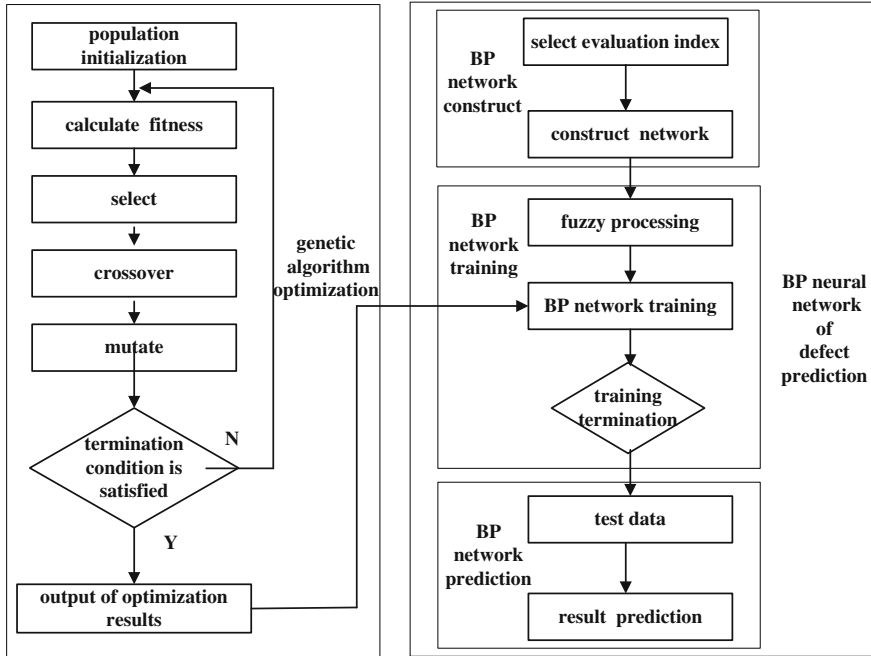 population
initialization
calculate fitness
select
crossover
mutate
termination
condition is
satisfied
N
Y
output of optimization
results
genetic
algorithm
optimization
BP
network
construct
select evaluation index
construct network
BP
network
training
fuzzy processing
BP network training
training
termination
BP
network
prediction
test data
result prediction
BP neural
network
of
defect
prediction